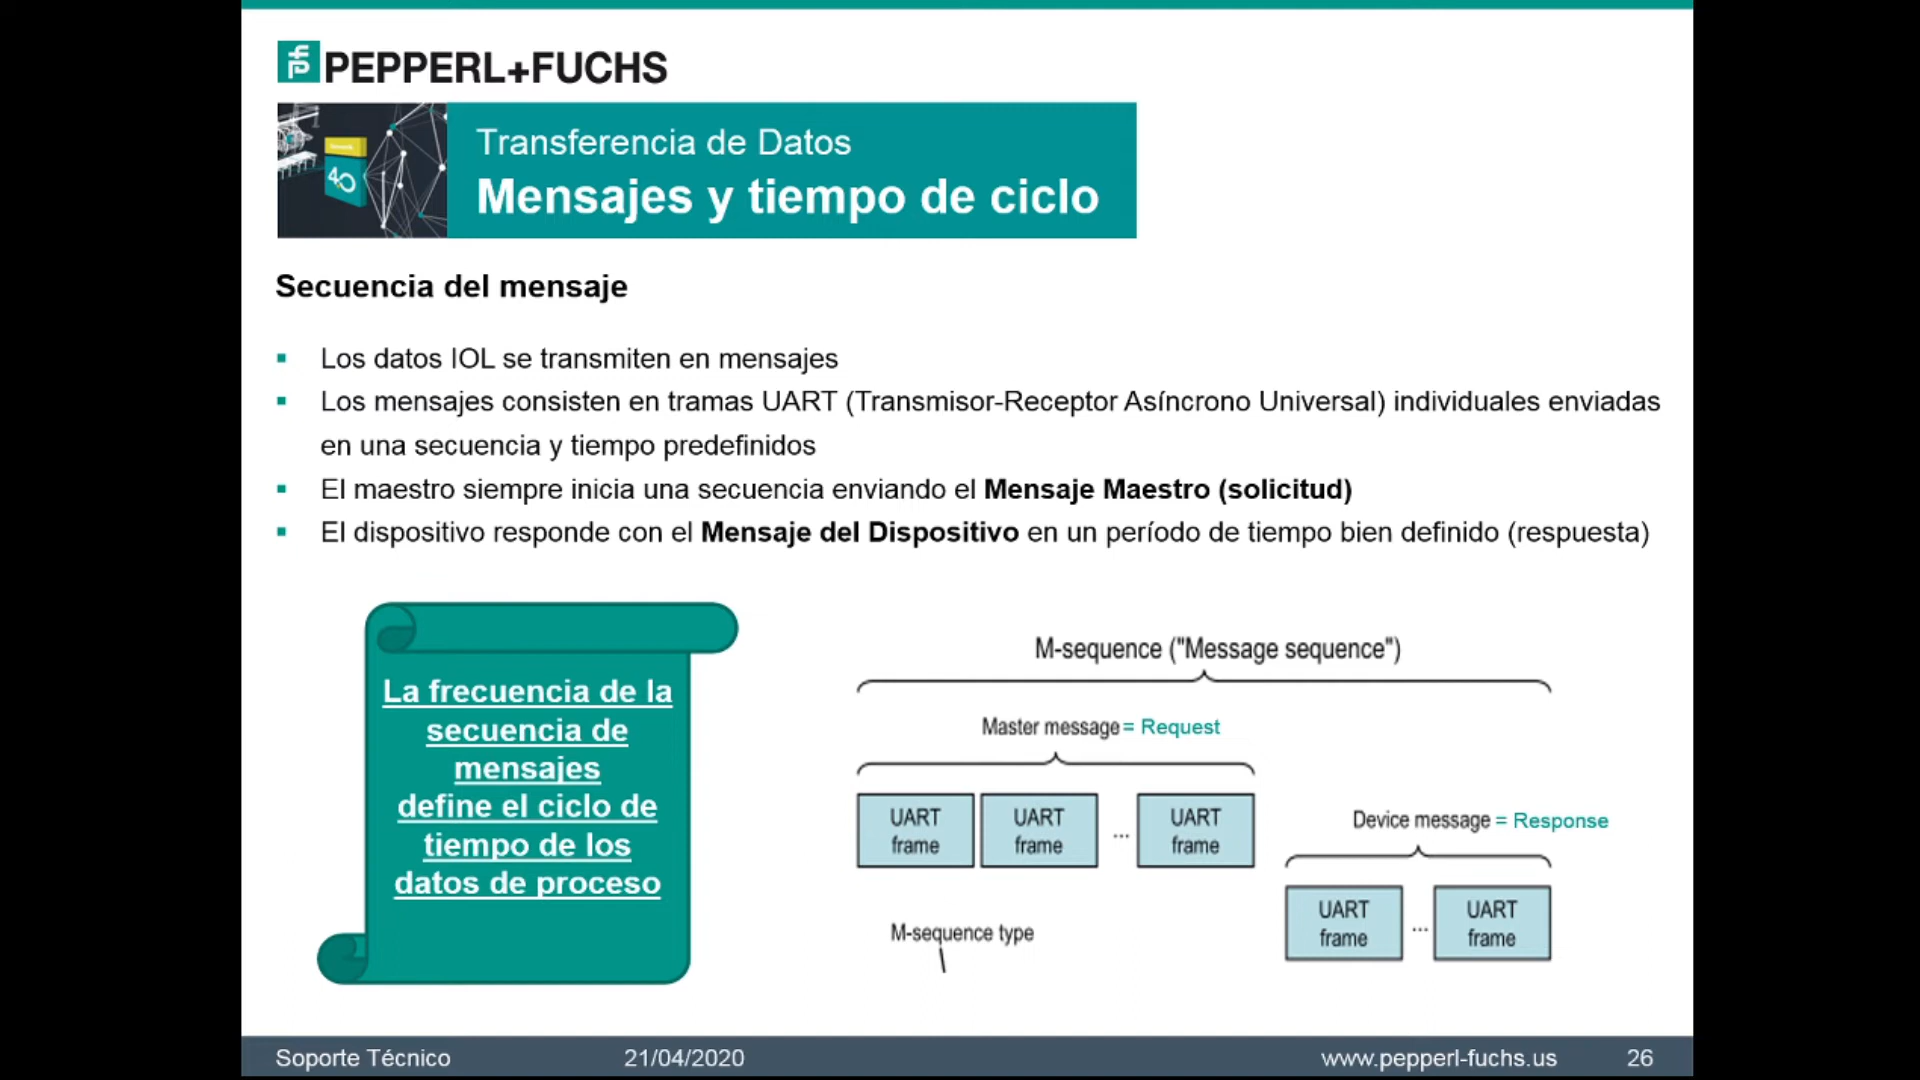 PEPPERL+FUCHS
Transferencia de Datos
Mensajes y tiempo de ciclo
4.0
Secuencia del mensaje
Los datos IOL se transmiten en mensajes
Los mensajes consisten en tramas UART (Transmisor-Receptor Asíncrono Universal) individuales enviadas
en una secuencia y tiempo predefinidos
El maestro siempre inicia una secuencia enviando el Mensaje Maestro (solicitud)
El dispositivo responde con el Mensaje del Dispositivo en un período de tiempo bien definido (respuesta)
La frecuencia de la
secuencia de
mensajes
define el ciclo de
tiempo de los
datos de proceso
M-sequence ("Message sequence")
Master message = Request
UART
frame
UART
frame
...
UART
frame
Device message = Response
UART
frame
...
UART
frame
M-sequence type
Soporte Técnico
21/04/2020
www.pepperl-fuchs.us
26